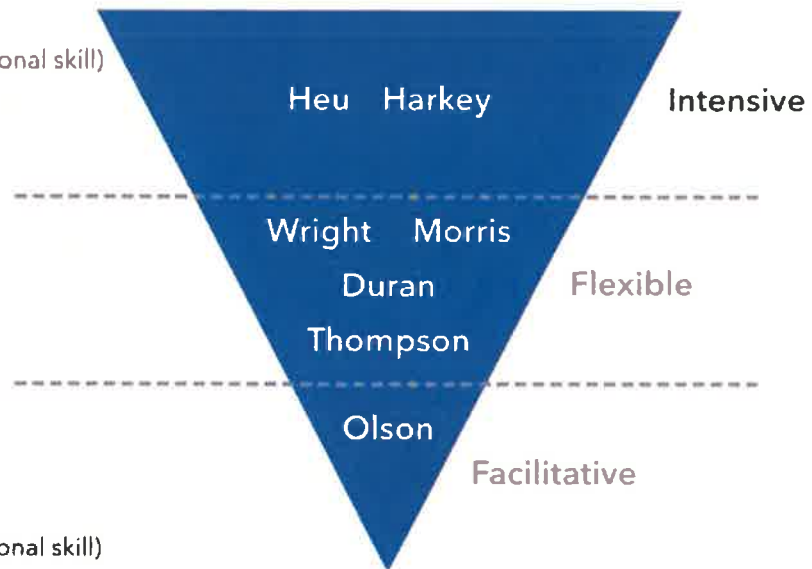 onal skill)
Heu Harkey
Intensive
Wright Morris
Duran
Flexible
Thompson
Olson
Facilitative
onal skill)